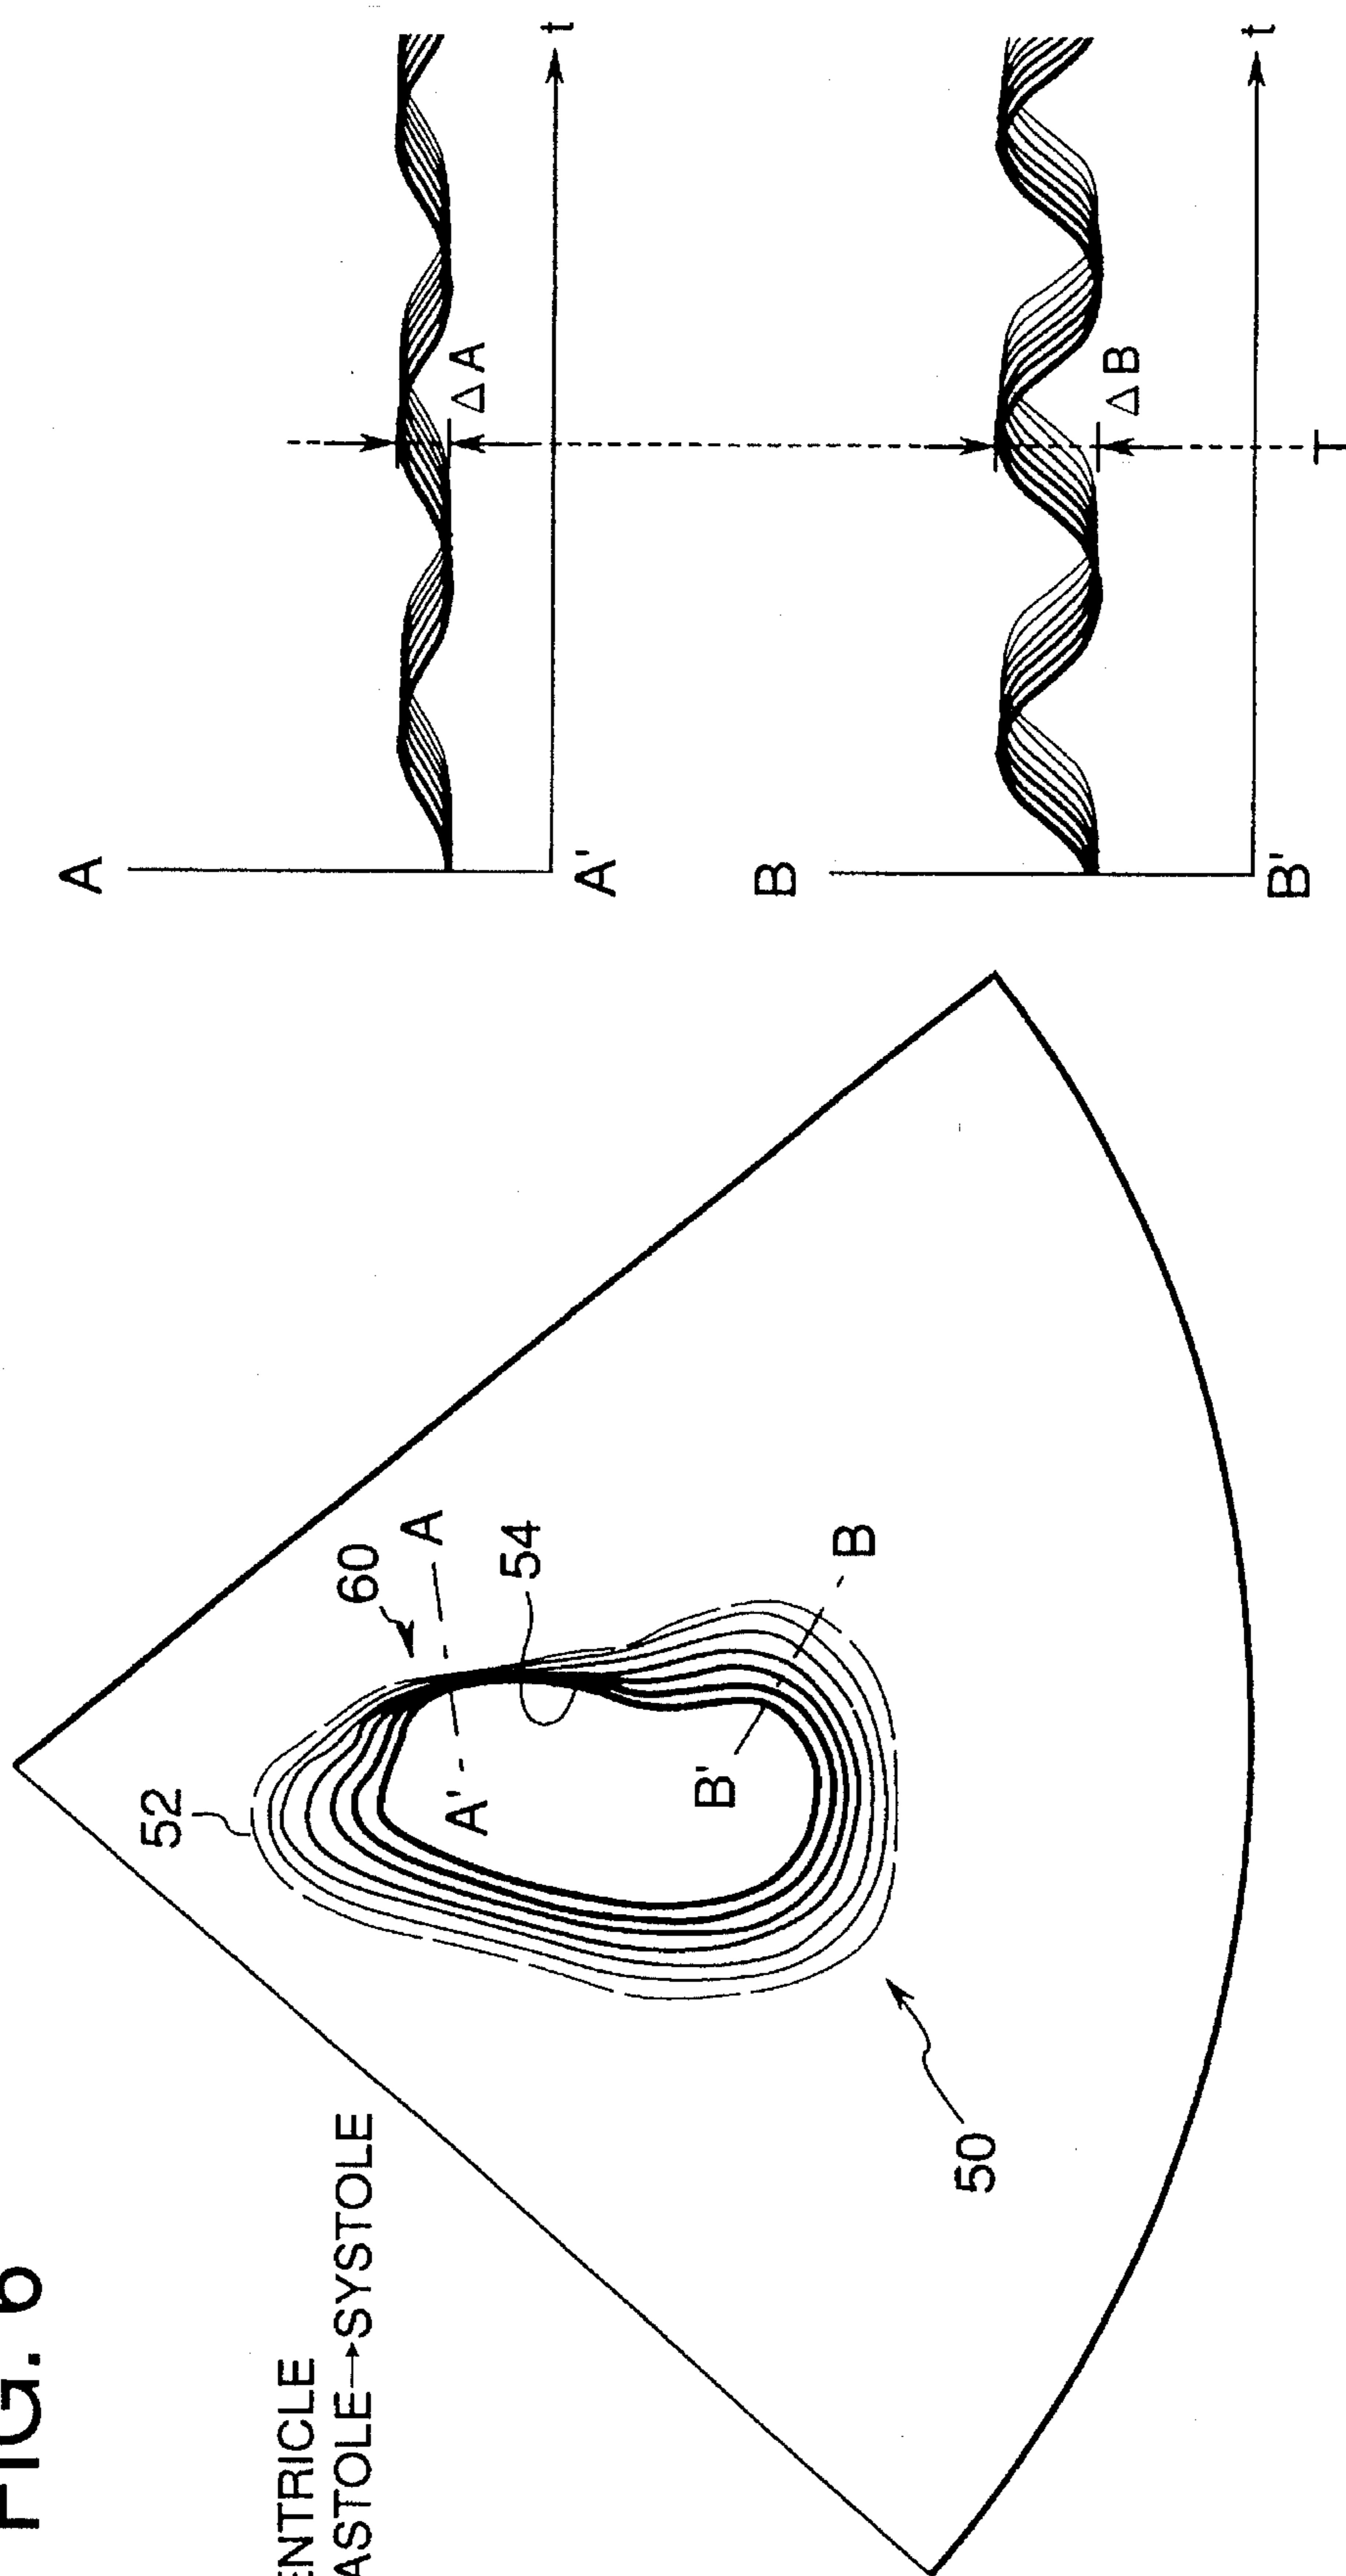 FIG. 6
ENTRICLE
ASTOLE→SYSTOLE
52
60
A
A'
54
B
B'
50
A
A'
ΔA
t
B
B'
ΔB
t
T